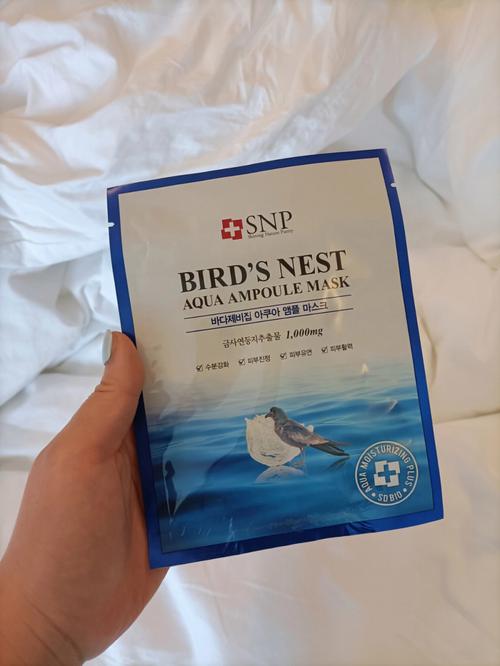 SNP
Shining Nature Purity
BIRD'S NEST
AQUA AMPOULE MASK
바다제비집 아쿠아 앰플 마스크
금사연둥지추출물 1,000mg
수분강화 피부진정 피부유연 피부활력
AQUA MOISTURIZING PLUS
• SD BIO •